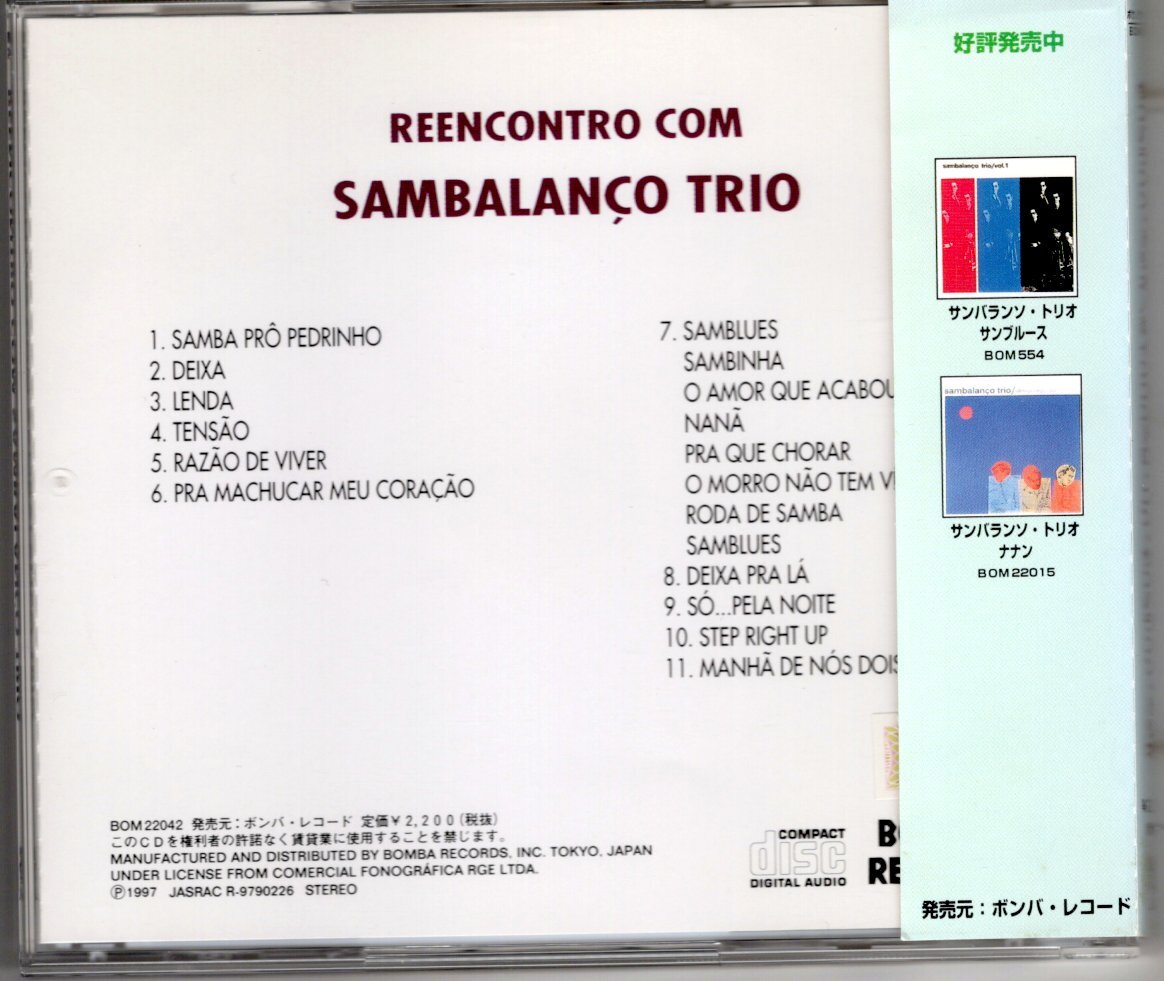 REENCONTRO COM
SAMBALANÇO TRIO
1. SAMBA PRÔ PEDRINHO
2. DEIXA
3. LENDA
4. TENSÃO
5. RAZÃO DE VIVER
6. PRA MACHUCAR MEU CORAÇÃO
7. SAMBLUES
SAMBINHA
O AMOR QUE ACABOU
NANÃ
PRA QUE CHORAR
O MORRO NÃO TEM
RODA DE SAMBA
SAMBLUES
8. DEIXA PRA LÁ
9. SÓ...PELA NOITE
10. STEP RIGHT UP
11. MANHÃ DE NÓS DOIS
BOM22042 発売元:ボンバ・レコード 定価¥2,200(税抜)
このCDを権利者の許諾なく賃貸業に使用することを禁じます。
MANUFACTURED AND DISTRIBUTED BY BOMBA RECORDS, INC. TOKYO, JAPAN
UNDER LICENSE FROM COMERCIAL FONOGRÁFICA RGE LTDA.
Ⓟ1997 JASRAC R-9790226 STEREO
COMPACT
disc
DIGITAL AUDIO
好評発売中
sambalanço trio/vol.1
サンバランソ・トリオ
サンブルース
BOM554
sambalanço trio/
サンバランソ・トリオ
ナナン
BOM22015
発売元:ボンバ・レコード